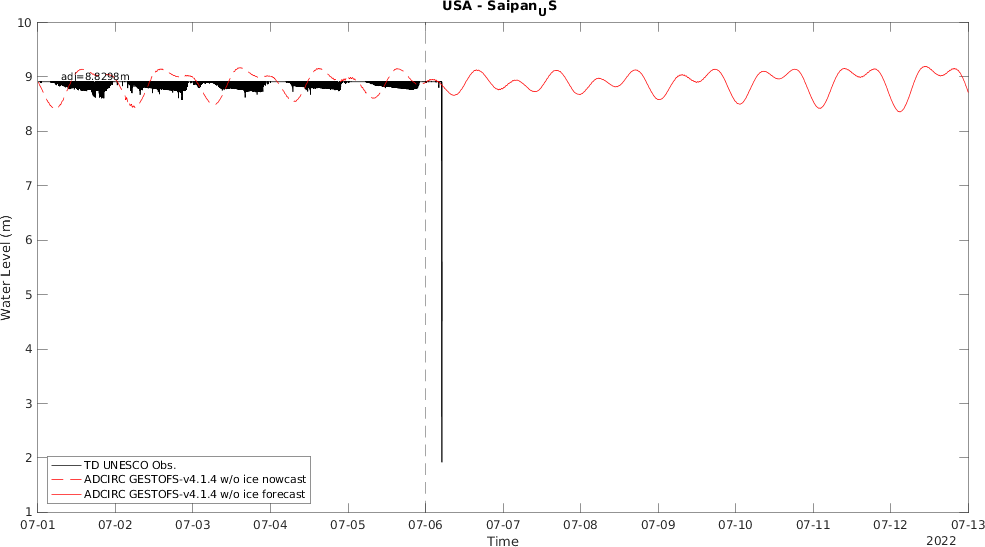 USA - Saipan_US
10
9
8
7
6
5
4
3
2
1
Water Level (m)
adj=8.8298m
TD UNESCO Obs.
ADCIRC GESTOFS-v4.1.4 w/o ice nowcast
ADCIRC GESTOFS-v4.1.4 w/o ice forecast
07-01 07-02 07-03 07-04 07-05 07-06 07-07 07-08 07-09 07-10 07-11 07-12 07-13
Time
2022